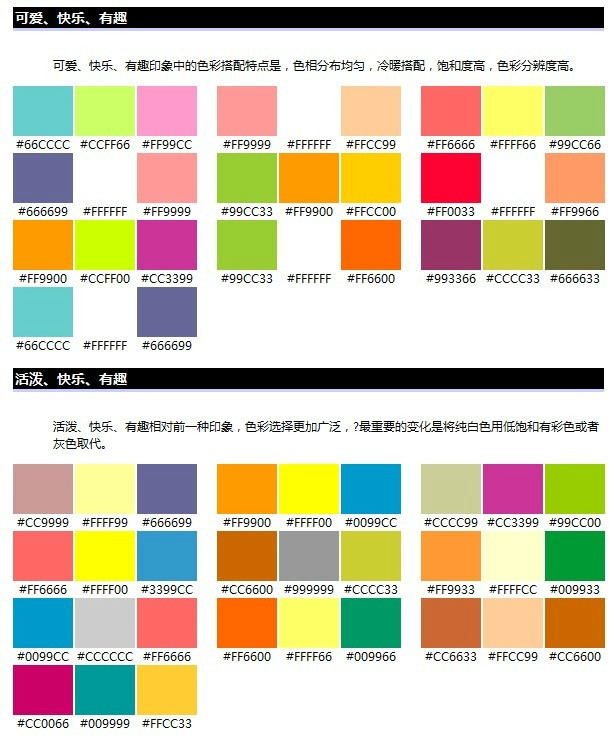 可爱、快乐、有趣
可爱、快乐、有趣印象中的色彩搭配特点是，色相分布均匀，冷暖搭配，饱和度高，色彩分辨度高。
#66CCCC #CCFF66 #FF99CC #FF9999 #FFFFFF #FFCC99 #FF6666 #FFFF66 #99CC66
#666699 #FFFFFF #FF9999 #99CC33 #FF9900 #FFCC00 #FF0033 #FFFFFF #FF9966
#FF9900 #CCFF00 #CC3399 #99CC33 #FFFFFF #FF6600 #993366 #CCCC33 #666633
#66CCCC #FFFFFF #666699
活泼、快乐、有趣
活泼、快乐、有趣相对前一种印象，色彩选择更加广泛，?最重要的变化是将纯白色用低饱和有彩色或者
灰色取代。
#CC9999 #FFFF99 #666699 #FF9900 #FFFF00 #0099CC #CCCC99 #CC3399 #99CC00
#FF6666 #FFFF00 #3399CC #CC6600 #999999 #CCCC33 #FF9933 #FFFFCC #009933
#0099CC #CCCCCC #FF6666 #FF6600 #FFFF66 #009966 #CC6633 #FFCC99 #CC6600
#CC0066 #009999 #FFCC33